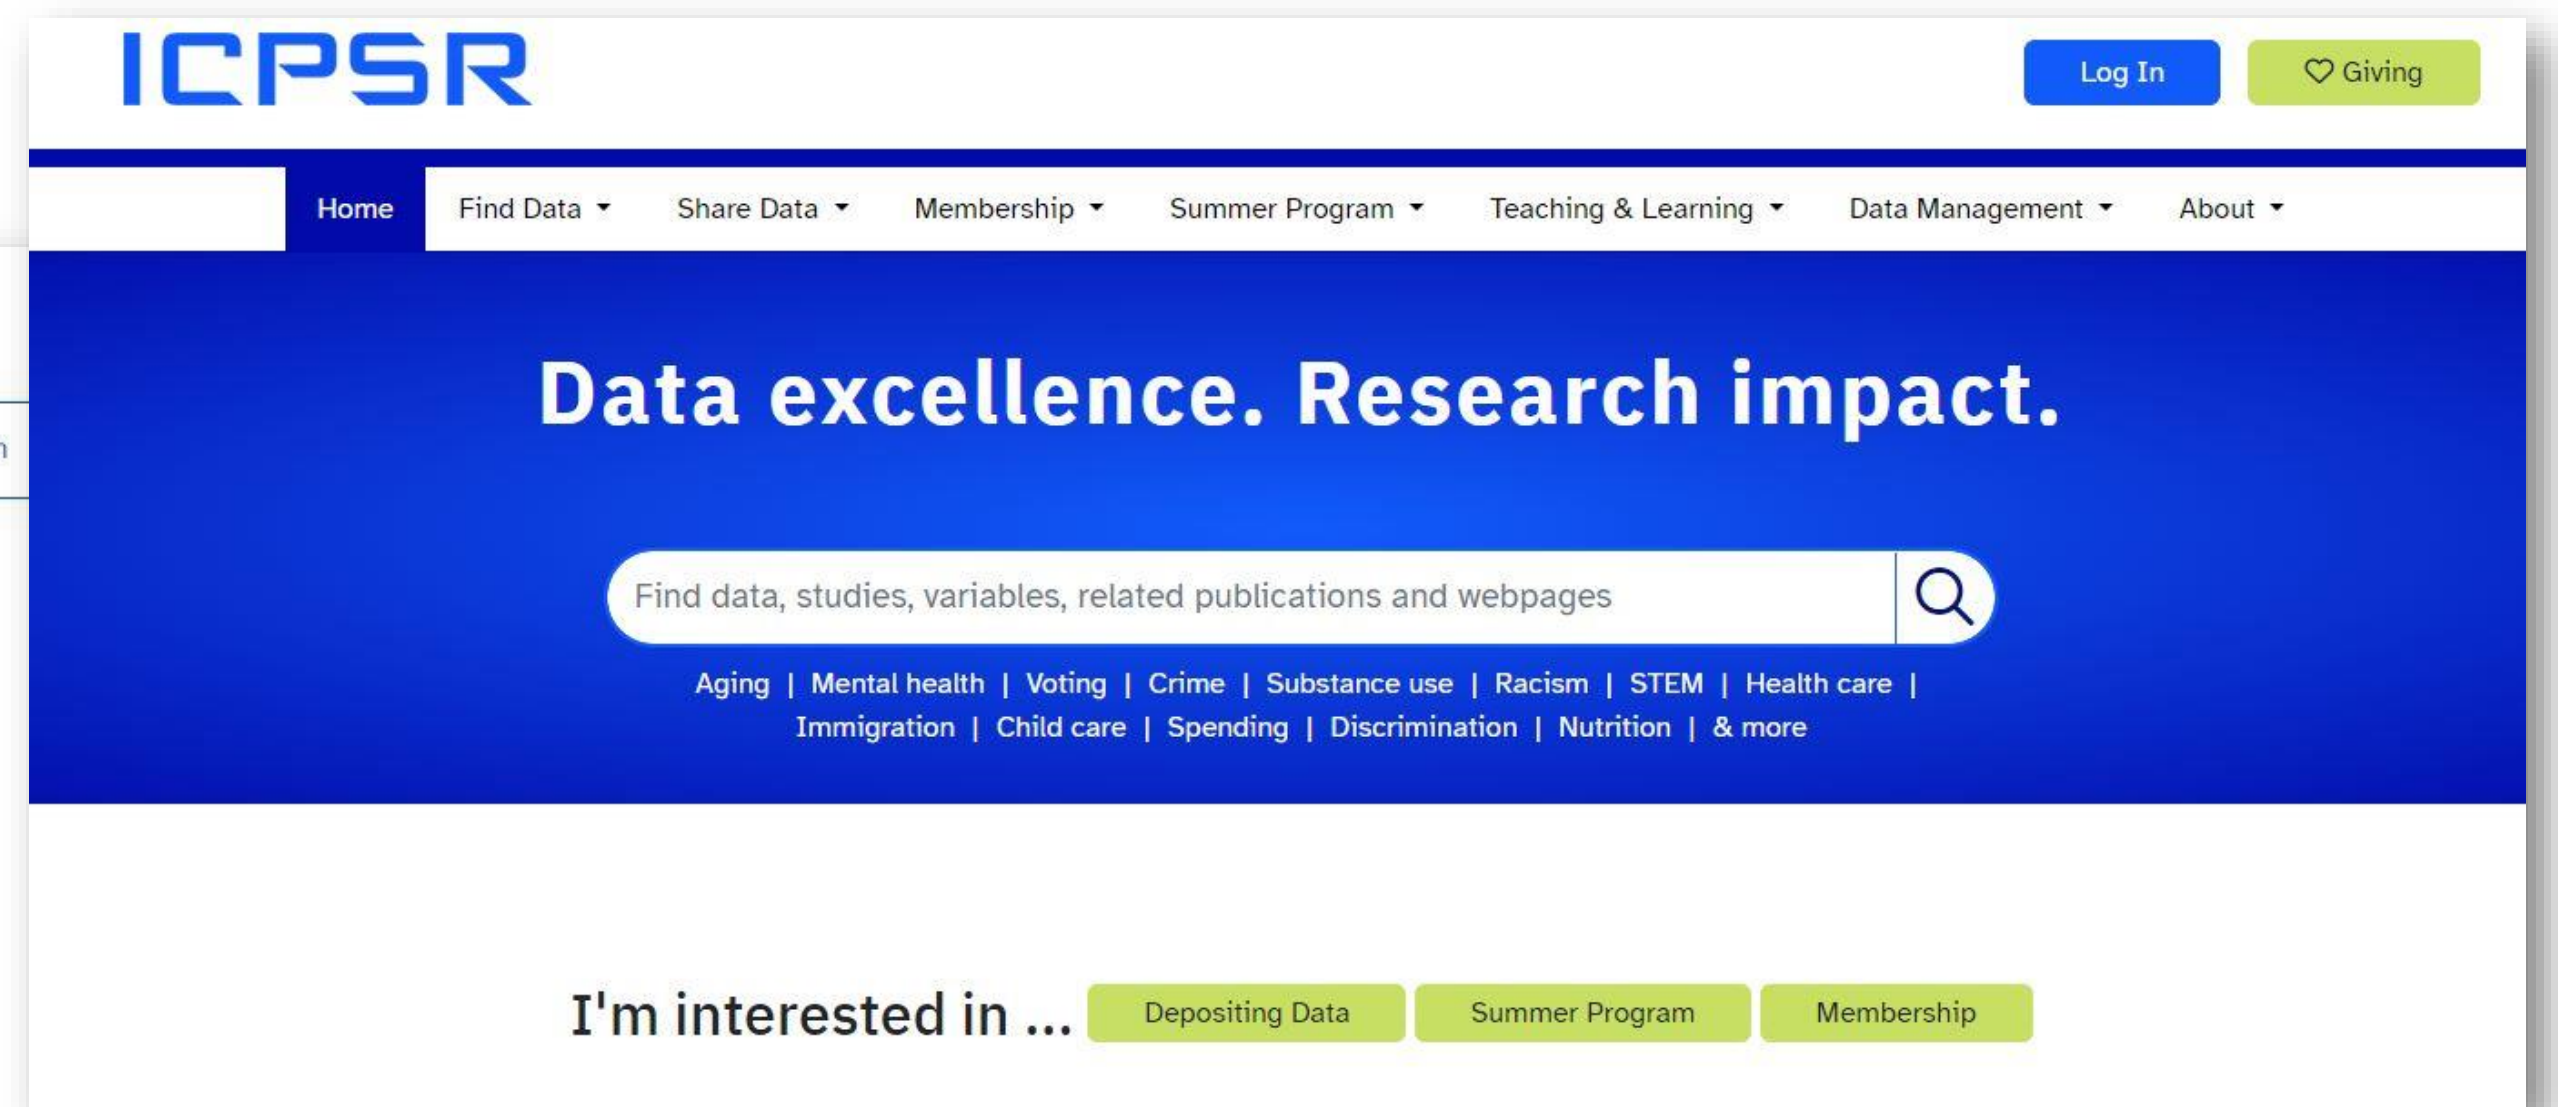 ICPSR
Log In
Giving
Home Find Data Share Data Membership Summer Program Teaching & Learning Data Management About
Data excellence. Research impact.
Find data, studies, variables, related publications and webpages
Aging | Mental health | Voting | Crime | Substance use | Racism | STEM | Health care |
Immigration | Child care | Spending | Discrimination | Nutrition | & more
I'm interested in ... Depositing Data Summer Program Membership